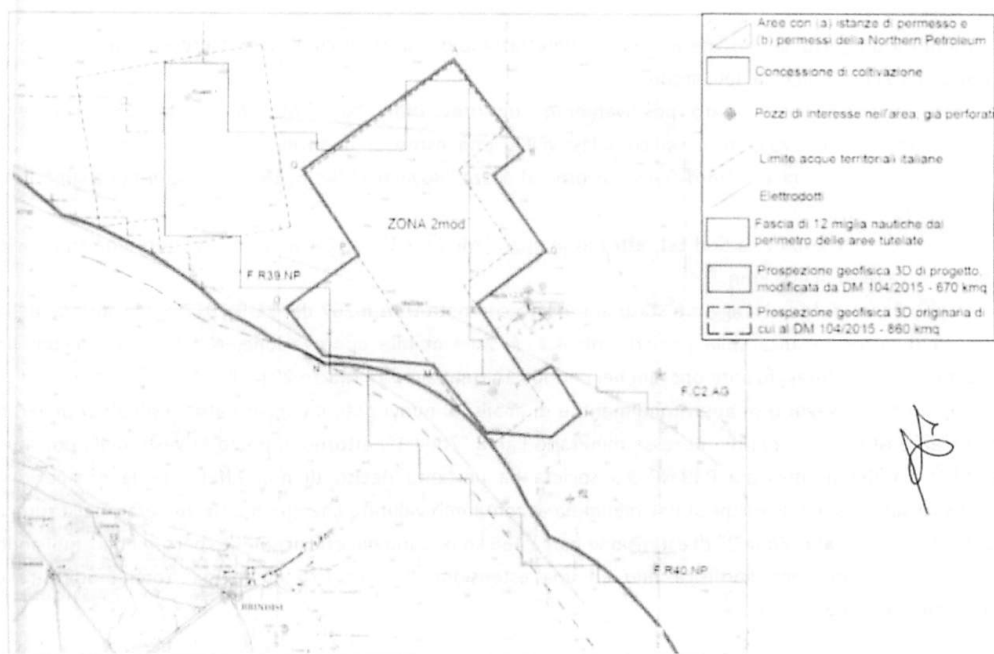 Aree con (a) istanze di permesso e
(b) permessi della Northern Petroleum
Concessione di coltivazione
Pozzi di interesse nell'area, già perforati
Limite acque territoriali italiane
Elettrodotti
Fascia di 12 miglia nautiche dal
perimetro delle aree tutelate
Prospezione geofisica 3D di progetto,
modificata da DM 104/2015 - 670 kmq
Prospezione geofisica 3D originaria di
cui al DM 104/2015 - 860 kmq
ZONA 2mod
F.R39.NP
N
M
F.C2.AG
F.R40.NP
BRINDISI